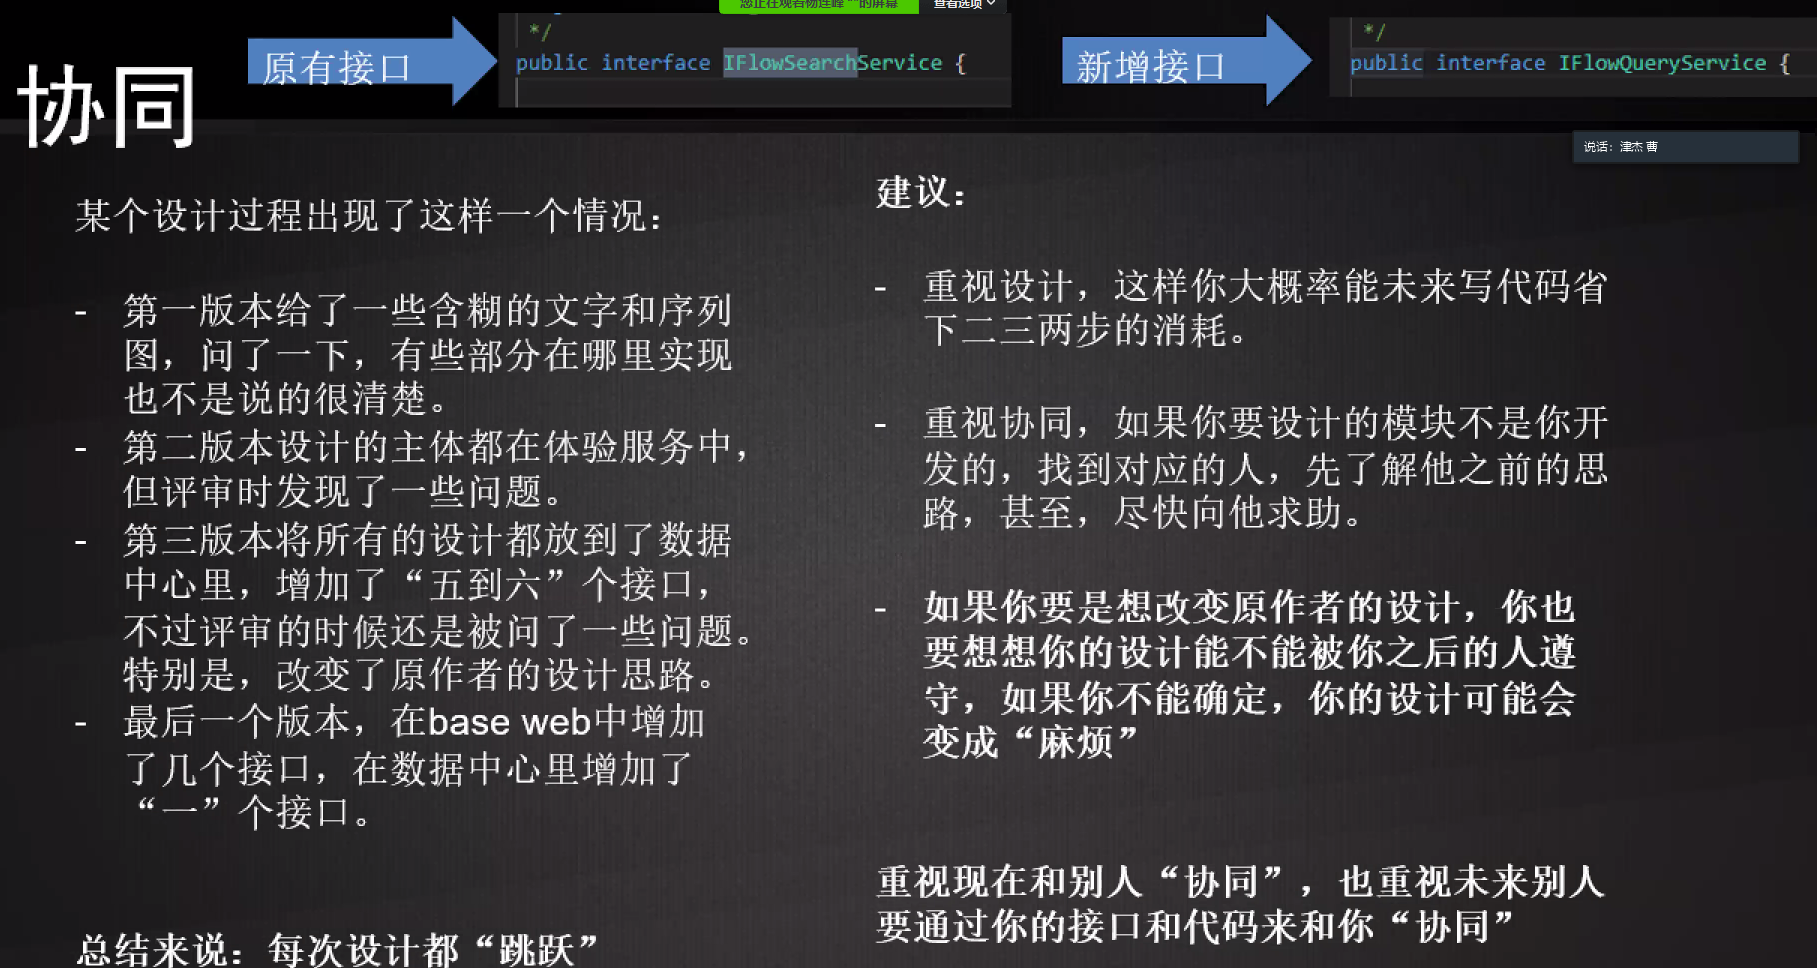 您正在观看杨连峰 一的屏幕
查看选项
协同
原有接口
*/
public interface IFlowSearchService {
新增接口
*/
public interface IFlowQueryService {
说话：津杰 曹
某个设计过程出现了这样一个情况：
- 第一版本给了一些含糊的文字和序列
图，问了一下，有些部分在哪里实现
也不是说的很清楚。
- 第二版本设计的主体都在体验服务中，
但评审时发现了一些问题。
- 第三版本将所有的设计都放到了数据
中心里，增加了“五到六”个接口，
不过评审的时候还是被问了一些问题。
特别是，改变了原作者的设计思路。
- 最后一个版本，在base web中增加
了几个接口，在数据中心里增加了
“一”个接口。
总结来说：每次设计都“跳跃”
建议：
- 重视设计，这样你大概率能未来写代码省
下二三两步的消耗。
- 重视协同，如果你要设计的模块不是你开
发的，找到对应的人，先了解他之前的思
路，甚至，尽快向他求助。
- 如果你要是想改变原作者的设计，你也
要想想你的设计能不能被你之后的人遵
守，如果你不能确定，你的设计可能会
变成“麻烦”
重视现在和别人“协同”，也重视未来别人
要通过你的接口和代码来和你“协同”